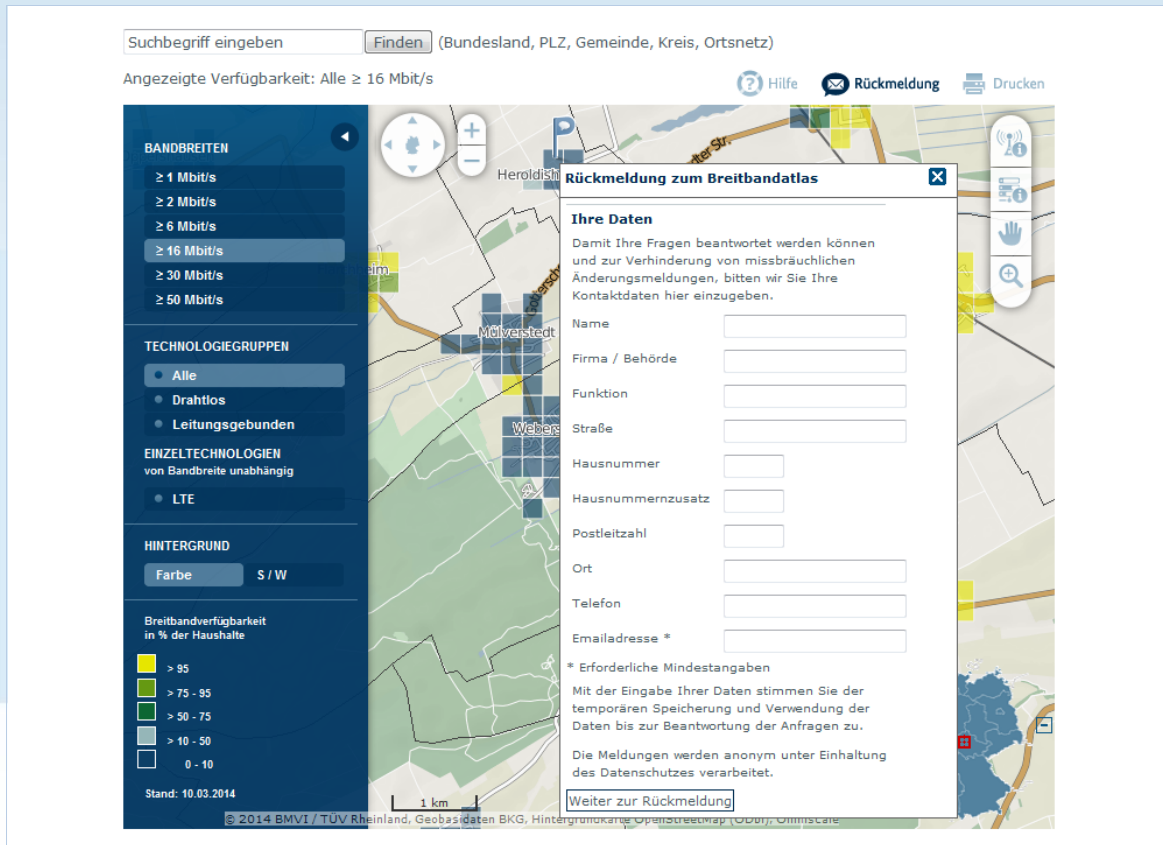 Suchbegriff eingeben Finden (Bundesland, PLZ, Gemeinde, Kreis, Ortsnetz)
Angezeigte Verfügbarkeit: Alle ≥ 16 Mbit/s
Hilfe Rückmeldung Drucken
BANDBREITEN
≥ 1 Mbit/s
≥ 2 Mbit/s
≥ 6 Mbit/s
≥ 16 Mbit/s
≥ 30 Mbit/s
≥ 50 Mbit/s
TECHNOLOGIEGRUPPEN
Alle
Drahtlos
Leitungsgebunden
EINZELTECHNOLOGIEN
von Bandbreite unabhängig
LTE
HINTERGRUND
Farbe S / W
Breitbandverfügbarkeit
in % der Haushalte
> 95
> 75 - 95
> 50 - 75
> 10 - 50
0 - 10
Stand: 10.03.2014
Mülverstedt
1 km
Rückmeldung zum Breitbandatlas
Ihre Daten
Damit Ihre Fragen beantwortet werden können
und zur Verhinderung von missbräuchlichen
Änderungsmeldungen, bitten wir Sie Ihre
Kontaktdaten hier einzugeben.
Name
Firma / Behörde
Funktion
Straße
Hausnummer
Hausnummernzusatz
Postleitzahl
Ort
Telefon
Emailadresse *
* Erforderliche Mindestangaben
Mit der Eingabe Ihrer Daten stimmen Sie der
temporären Speicherung und Verwendung der
Daten bis zur Beantwortung der Anfragen zu.
Die Meldungen werden anonym unter Einhaltung
des Datenschutzes verarbeitet.
Weiter zur Rückmeldung
© 2014 BMVI / TÜV Rheinland, Geobasidaten BKG, Hintergrundkarte OpenStreetMap (ODbl), Omniscale